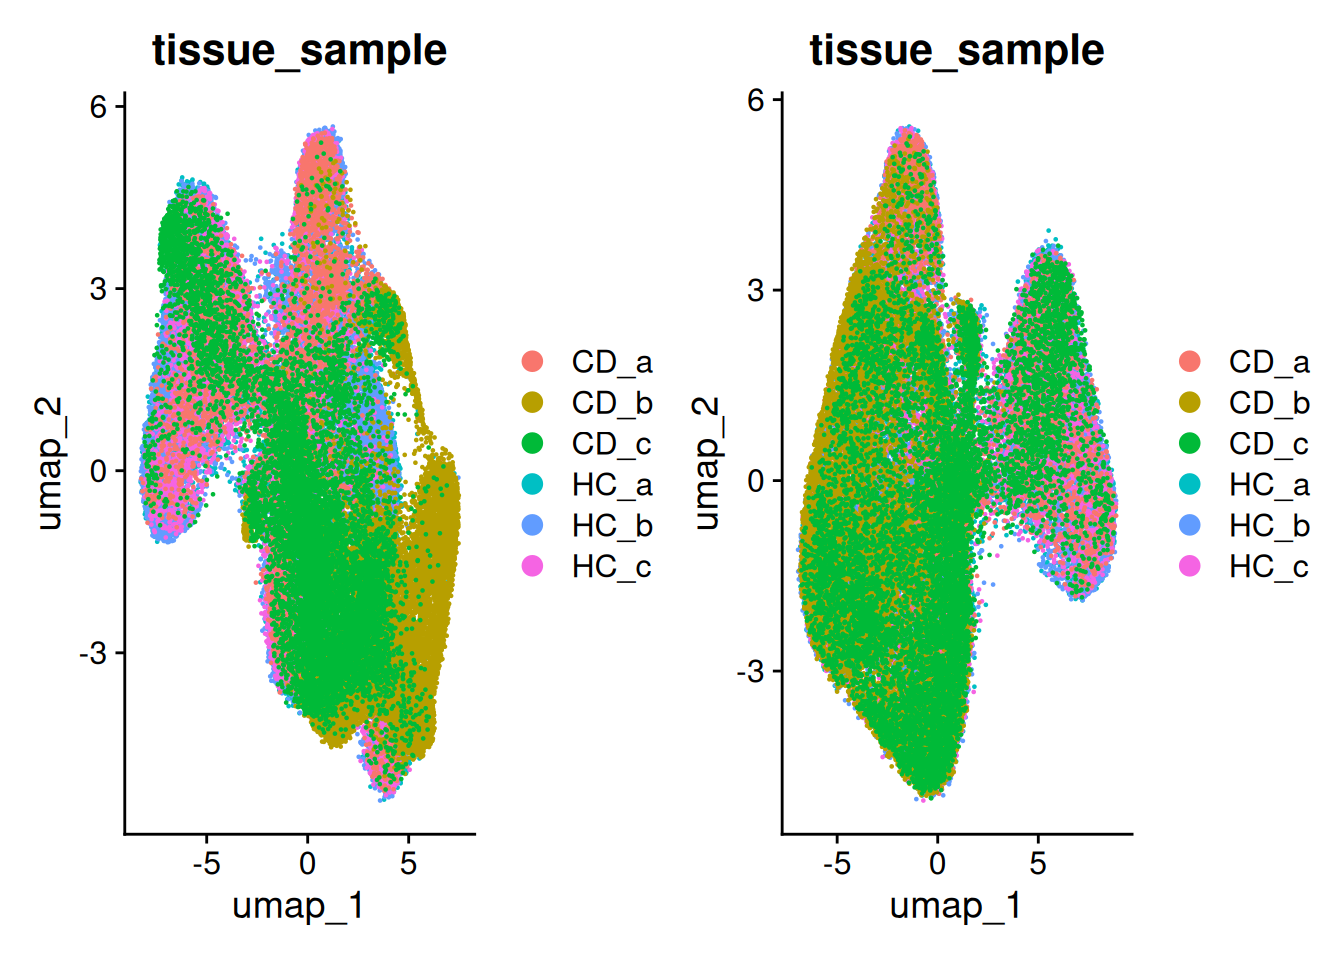 tissue_sample
6
3
0
-3
-5
0
5
umap_1
umap_2
CD_a
CD_b
CD_c
HC_a
HC_b
HC_c
tissue_sample
6
3
0
-3
-5
0
5
umap_1
umap_2
CD_a
CD_b
CD_c
HC_a
HC_b
HC_c